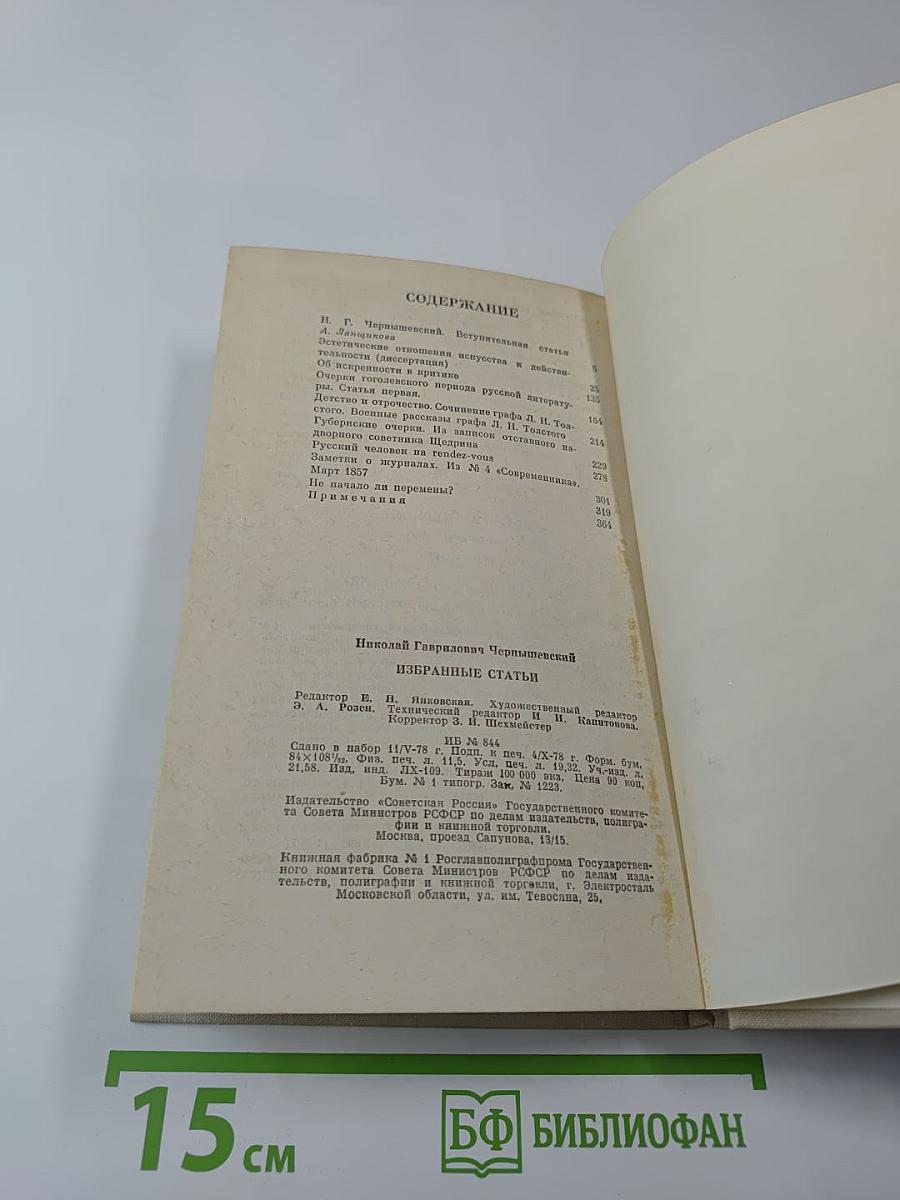 СОДЕРЖАНИЕ
Н. Г. Чернышевский. Вступительная статья
А. Ланщикова 5
Эстетические отношения искусства и действи-
тельности (диссертация) 25
Об искренности в критике 135
Очерки гоголевского периода русской литерату-
ры. Статья первая. 164
Детство и отрочество. Сочинение графа Л. Н. Тол-
стого. Военные рассказы графа Л. Н. Толстого 214
Губернские очерки. Из записок отставного на-
дворного советника Щедрина 229
Русский человек на rendez-vous 278
Заметки о журналах. Из № 4 «Современника».
Март 1857 301
Не начало ли перемены? 319
Примечания 364
Николай Гаврилович Чернышевский
ИЗБРАННЫЕ СТАТЬИ
Редактор Е. Н. Янковская. Художественный редактор
Э. А. Розен. Технический редактор И. И. Капитонова.
Корректор З. И. Шехмейстер
ИБ № 844
Сдано в набор 11/V-78 г. Подп. к печ. 4/X-78 г. Форм. бум.
84×108¹/₃₂. Физ. печ. л. 11,5. Усл. печ. л. 19,32. Уч.-изд. л.
21,58. Изд. инд. ЛХ-109. Тираж 100 000 экз. Цена 90 коп.
Бум. № 1 типогр. Зак. № 1223.
Издательство «Советская Россия» Государственного комите-
та Совета Министров РСФСР по делам издательств, полигра-
фии и книжной торговли.
Москва, проезд Сапунова, 13/15.
Книжная фабрика № 1 Росглавполиграфпрома Государствен-
ного комитета Совета Министров РСФСР по делам изда-
тельств, полиграфии и книжной торговли, г. Электросталь
Московской области, ул. им. Тевосяна, 25.
15 см
БФ БИБЛИОФАН